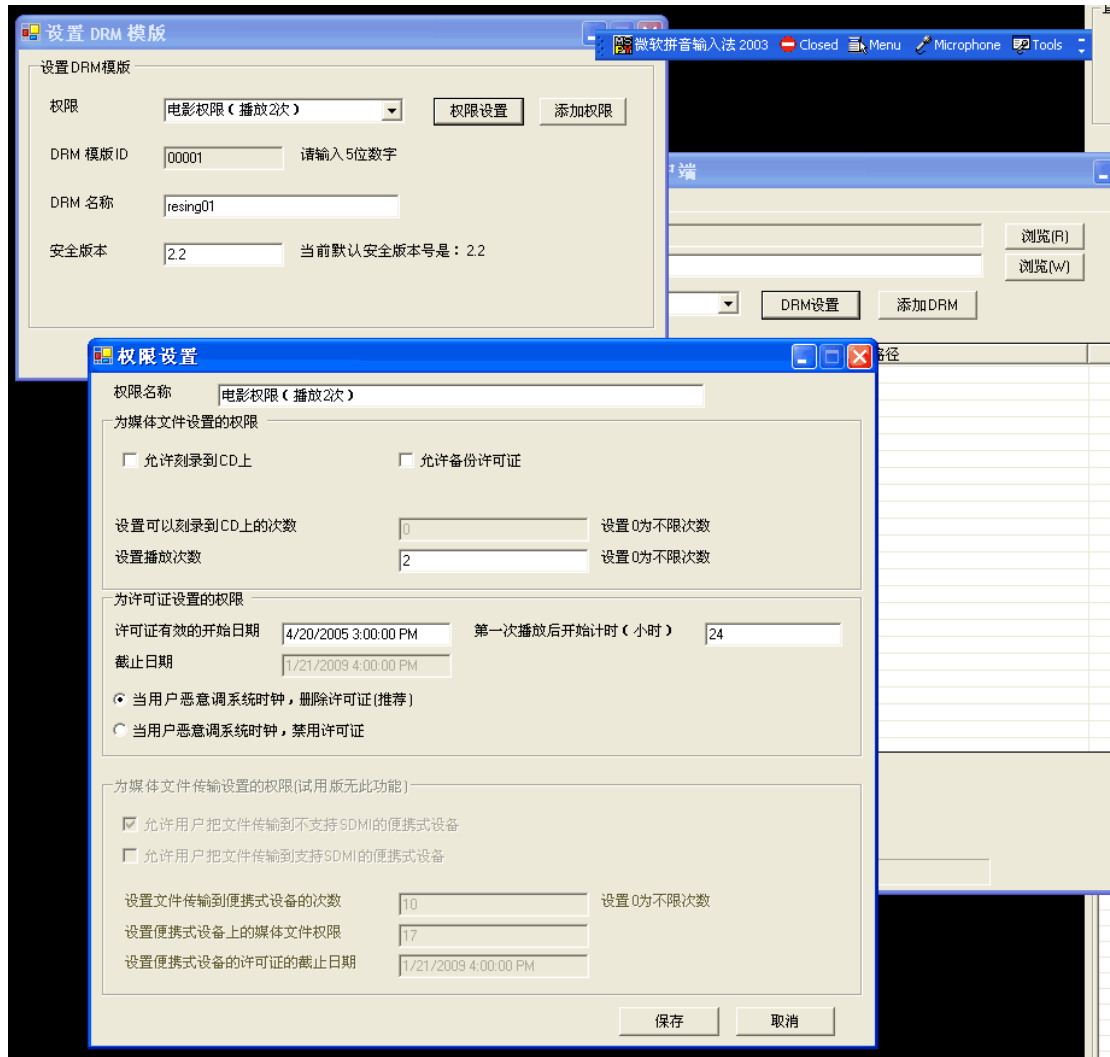 设置 DRM 模版
微软拼音输入法 2003 Closed Menu Microphone Tools
设置DRM模版
权限 电影权限（播放2次） 权限设置 添加权限
DRM 模版ID 00001 请输入5位数字
DRM 名称 resing01
安全版本 2.2 当前默认安全版本号是：2.2
户端
浏览(R)
浏览(W)
DRM设置 添加DRM
路径
权限设置
权限名称 电影权限（播放2次）
为媒体文件设置的权限
允许刻录到CD上 允许备份许可证
设置可以刻录到CD上的次数 0 设置0为不限次数
设置播放次数 2 设置0为不限次数
为许可证设置的权限
许可证有效的开始日期 4/20/2005 3:00:00 PM 第一次播放后开始计时（小时） 24
截止日期 1/21/2009 4:00:00 PM
当用户恶意调系统时钟，删除许可证(推荐)
当用户恶意调系统时钟，禁用许可证
为媒体文件传输设置的权限(试用版无此功能)
允许用户把文件传输到不支持SDMI的便携式设备
允许用户把文件传输到支持SDMI的便携式设备
设置文件传输到便携式设备的次数 10 设置0为不限次数
设置便携式设备上的媒体文件权限 17
设置便携式设备的许可证的截止日期 1/21/2009 4:00:00 PM
保存 取消